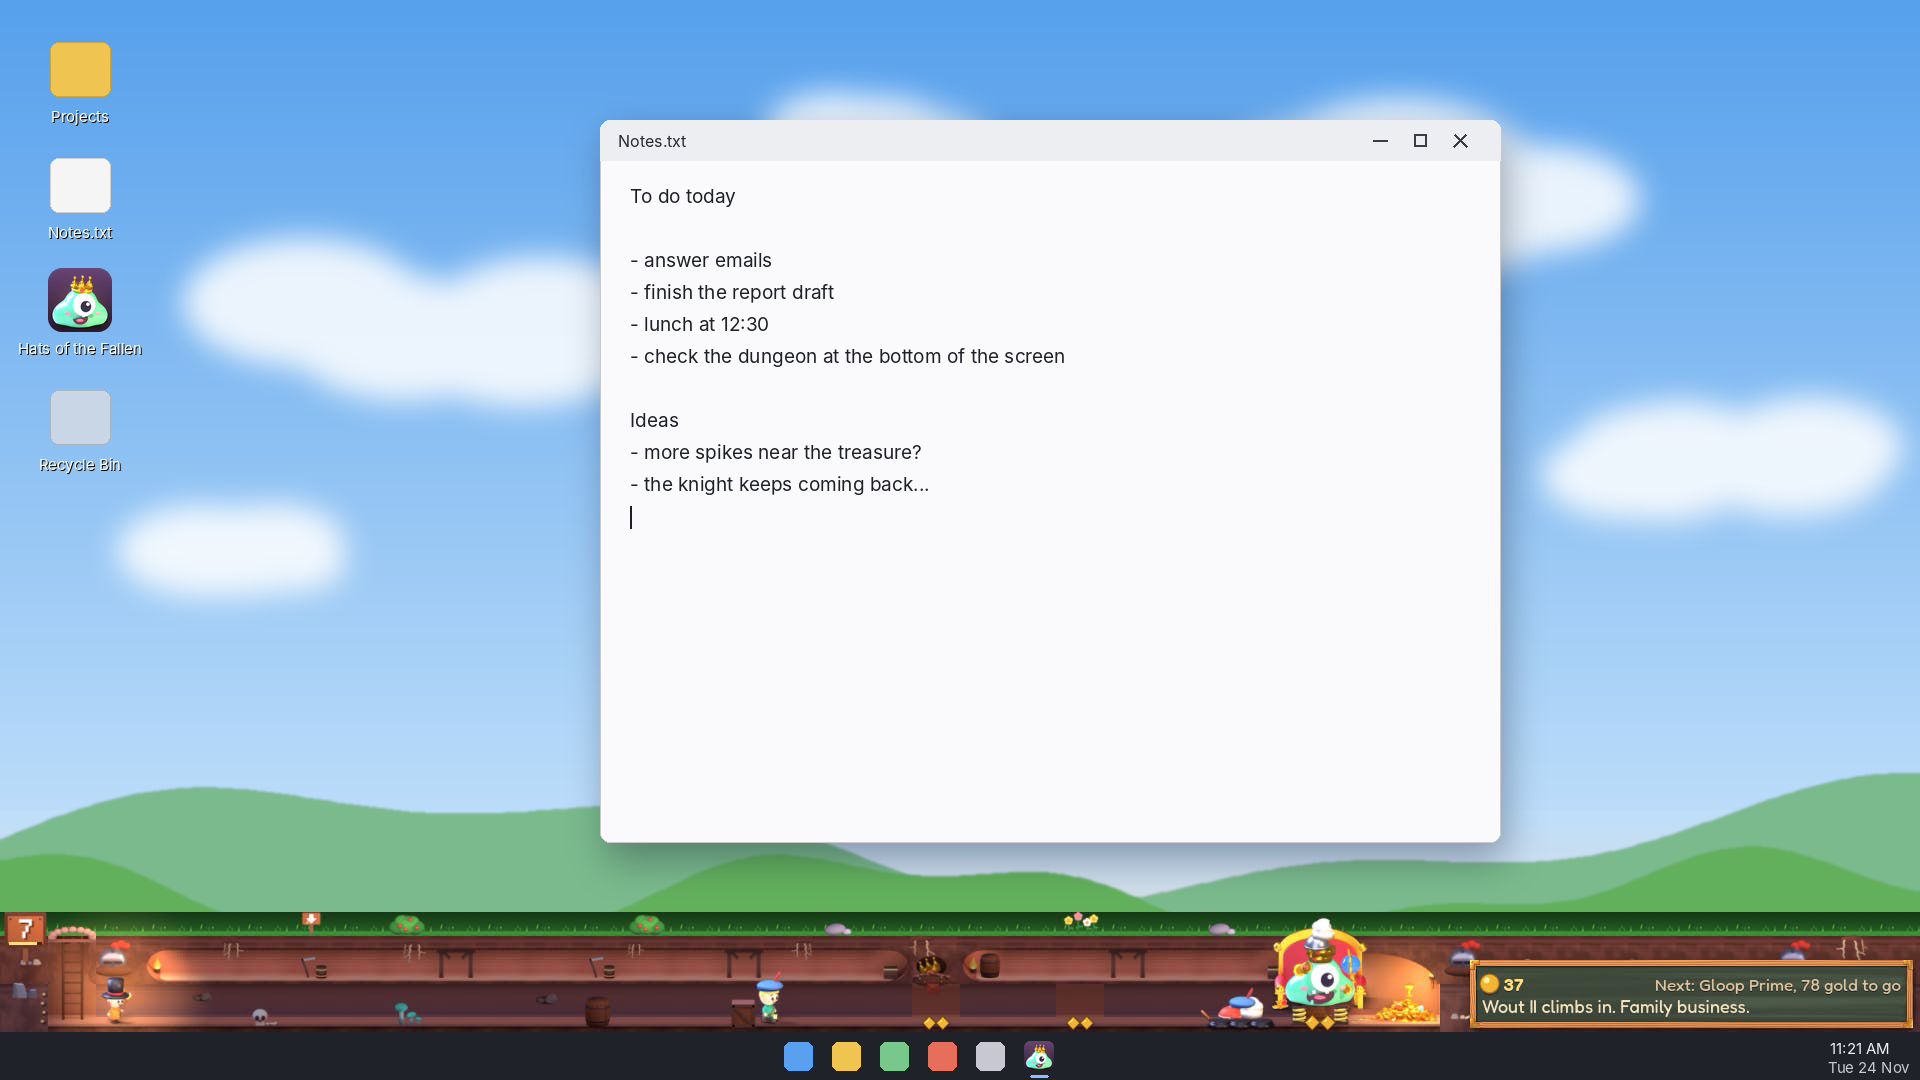 Projects
Notes.txt
Hats of the Fallen
Recycle Bin
Notes.txt
To do today
- answer emails
- finish the report draft
- lunch at 12:30
- check the dungeon at the bottom of the screen
Ideas
- more spikes near the treasure?
- the knight keeps coming back...
7
37
Next: Gloop Prime, 78 gold to go
Wout II climbs in. Family business.
11:21 AM
Tue 24 Nov